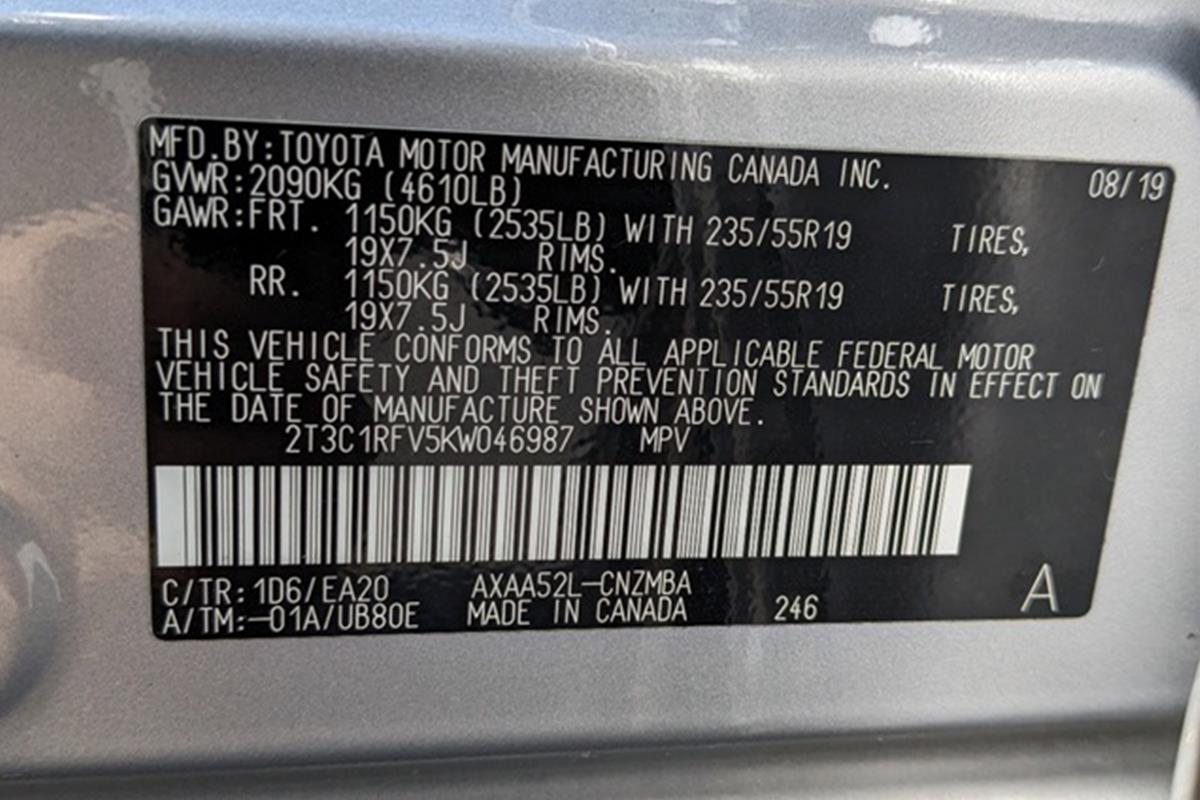 MFD.BY:TOYOTA MOTOR MANUFACTURING CANADA INC. 08/19
GVWR:2090KG (4610LB)
GAWR:FRT. 1150KG (2535LB) WITH 235/55R19 TIRES,
19X7.5J RIMS.
RR. 1150KG (2535LB) WITH 235/55R19 TIRES,
19X7.5J RIMS.
THIS VEHICLE CONFORMS TO ALL APPLICABLE FEDERAL MOTOR
VEHICLE SAFETY AND THEFT PREVENTION STANDARDS IN EFFECT ON
THE DATE OF MANUFACTURE SHOWN ABOVE.
2T3C1RFV5KW046987 MPV
C/TR:1D6/EA20 AXAA52L-CNZMBA
A/TM:-01A/UB80E MADE IN CANADA 246 A